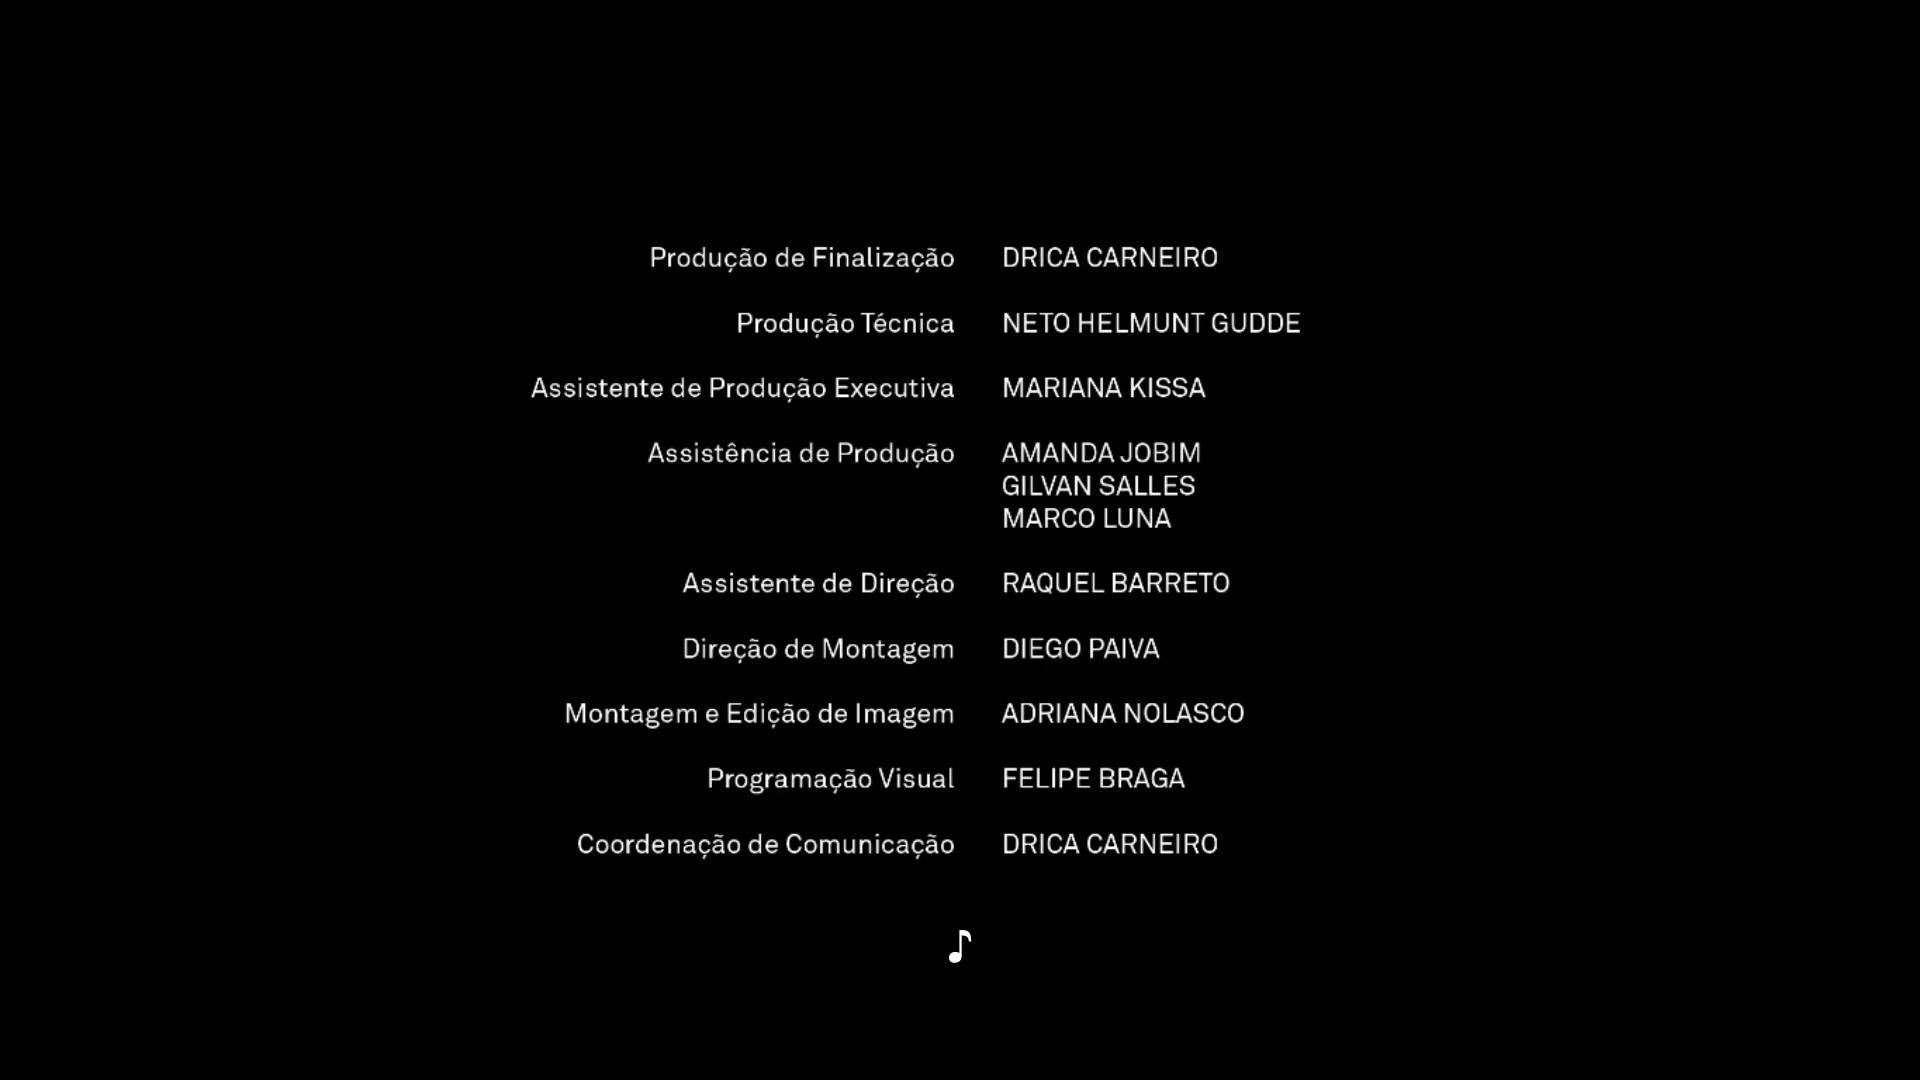 Produção de Finalização DRICA CARNEIRO
Produção Técnica NETO HELMUNT GUDDE
Assistente de Produção Executiva MARIANA KISSA
Assistência de Produção AMANDA JOBIM
GILVAN SALLES
MARCO LUNA
Assistente de Direção RAQUEL BARRETO
Direção de Montagem DIEGO PAIVA
Montagem e Edição de Imagem ADRIANA NOLASCO
Programação Visual FELIPE BRAGA
Coordenação de Comunicação DRICA CARNEIRO
♪